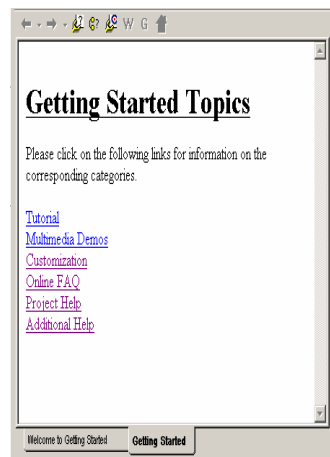 W G
Getting Started Topics
Please click on the following links for information on the
corresponding categories.
Tutorial
Multimedia Demos
Customization
Online FAQ
Project Help
Additional Help
Welcome to Getting Started Getting Started